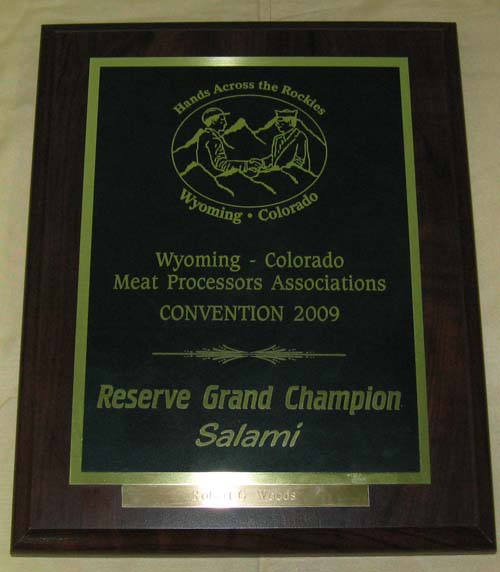 Hands Across the Rockies
Wyoming • Colorado
Wyoming - Colorado
Meat Processors Associations
CONVENTION 2009
Reserve Grand Champion
Salami
Robert G. Woods